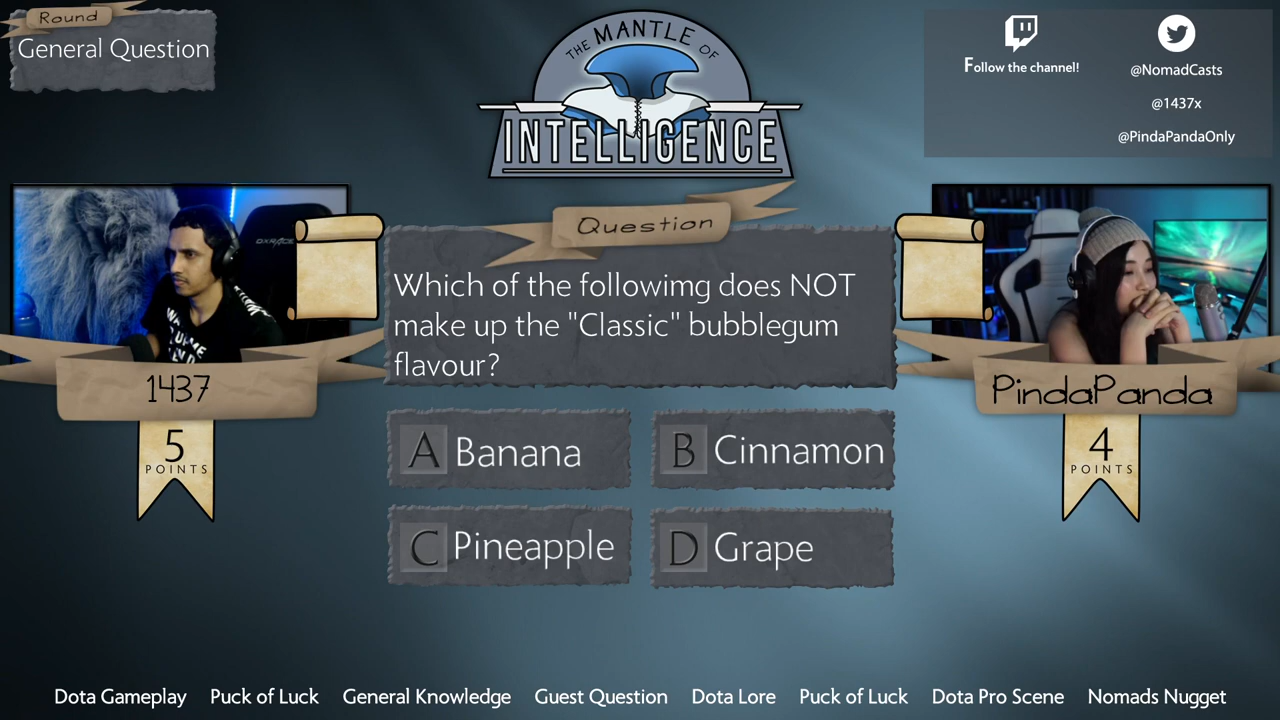 Round
General Question
THE MANTLE OF
INTELLIGENCE
Follow the channel!
@NomadCasts
@1437x
@PindaPandaOnly
Question
Which of the followimg does NOT
make up the "Classic" bubblegum
flavour?
A Banana
B Cinnamon
C Pineapple
D Grape
1437
5
POINTS
PindaPanda
4
POINTS
Dota Gameplay Puck of Luck General Knowledge Guest Question Dota Lore Puck of Luck Dota Pro Scene Nomads Nugget